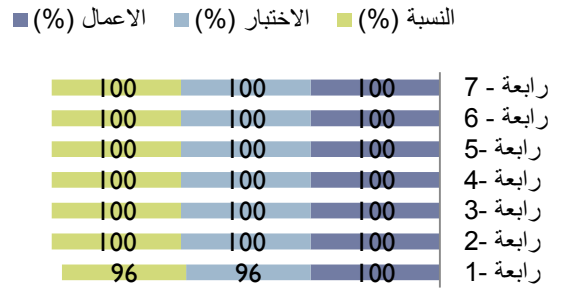 الاعمال (%) الاختبار (%) النسبة (%)
رابعة - 7 100 100 100
رابعة - 6 100 100 100
رابعة -5 100 100 100
رابعة -4 100 100 100
رابعة -3 100 100 100
رابعة -2 100 100 100
رابعة -1 100 96 96